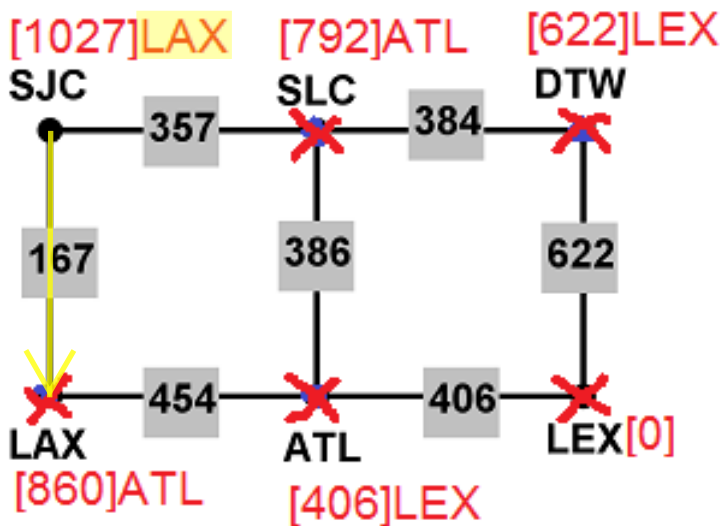 [1027]LAX [792]ATL [622]LEX
SJC SLC DTW
357 384
167 386 622
454 406
LAX ATL LEX[0]
[860]ATL [406]LEX